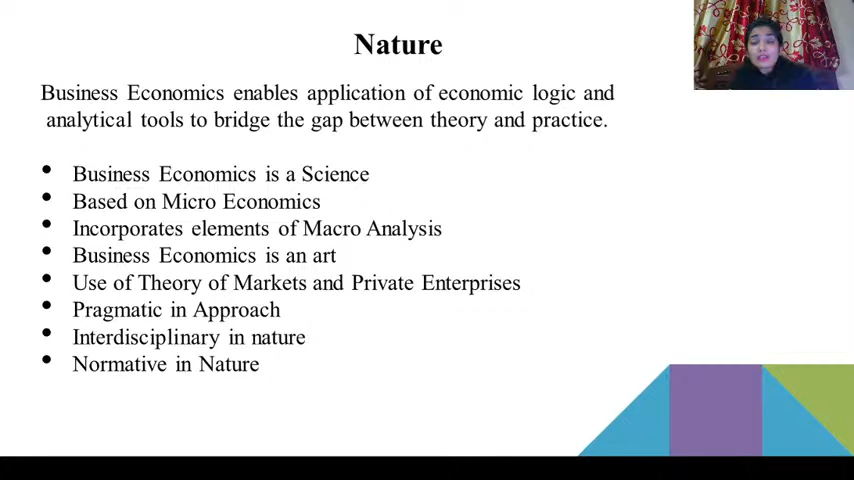 Nature
Business Economics enables application of economic logic and
analytical tools to bridge the gap between theory and practice.
• Business Economics is a Science
• Based on Micro Economics
• Incorporates elements of Macro Analysis
• Business Economics is an art
• Use of Theory of Markets and Private Enterprises
• Pragmatic in Approach
• Interdisciplinary in nature
• Normative in Nature